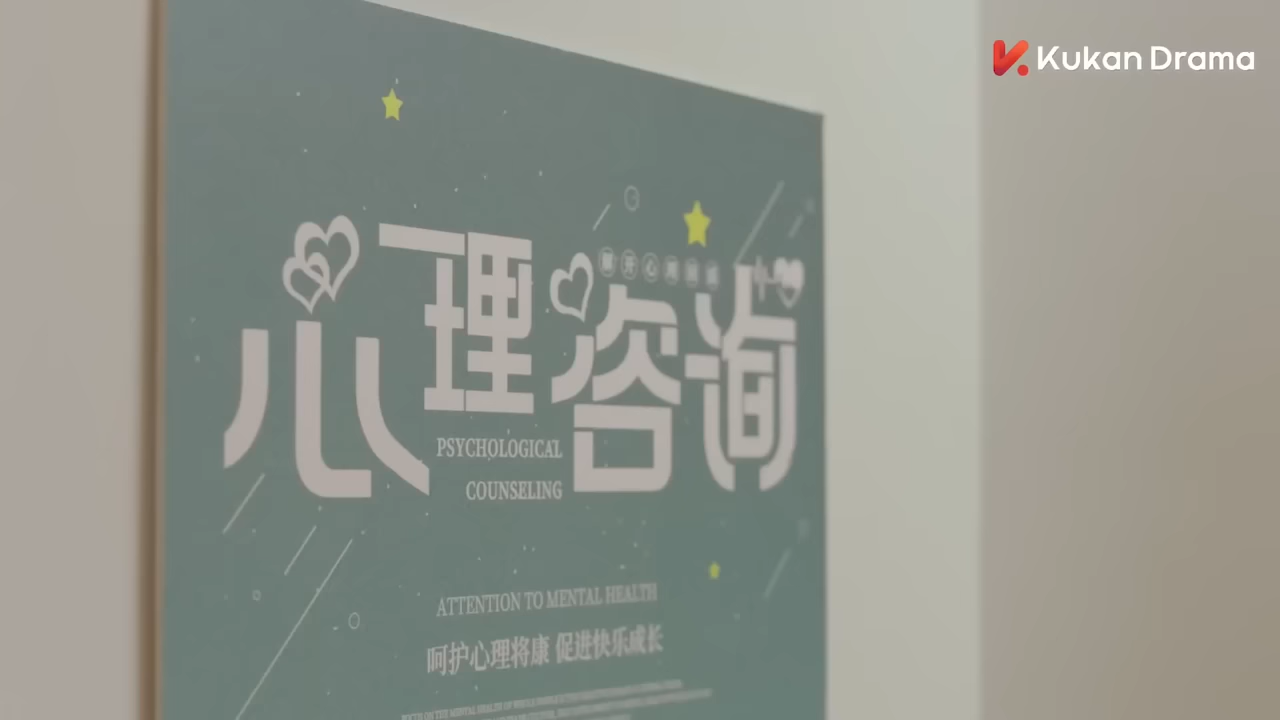 Kukan Drama
心理咨询
PSYCHOLOGICAL
COUNSELING
ATTENTION TO MENTAL HEALTH
呵护心理将康 促进快乐成长